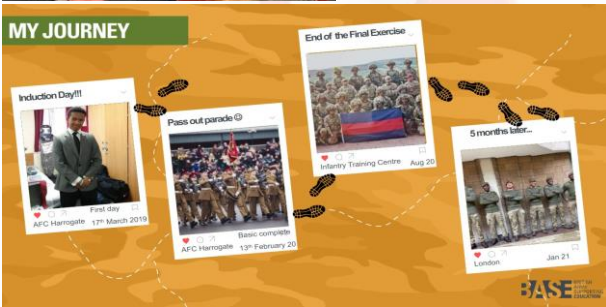 MY JOURNEY
Induction Day!!!
First day
AFC Harrogate 17th March 2019
Pass out parade☺
Basic complete
AFC Harrogate 13th February 20
End of the Final Exercise
Infantry Training Centre Aug 20
5 months later...
London Jan 21
BASE